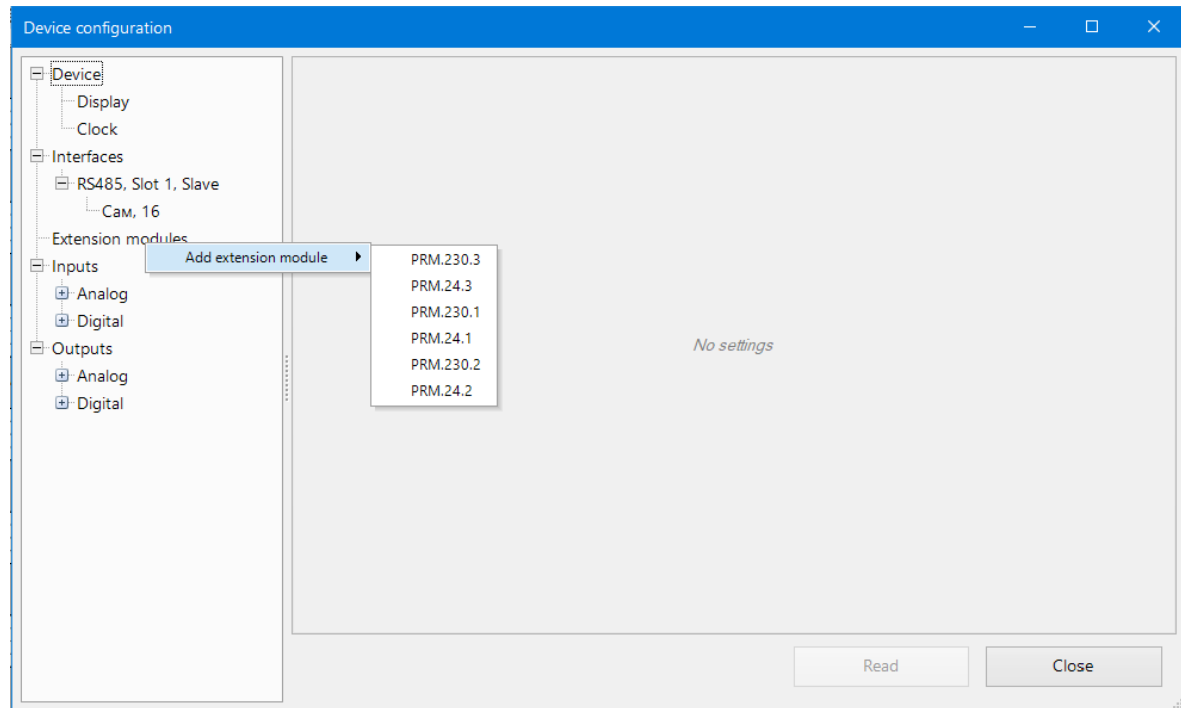 Device configuration
Device
Display
Clock
Interfaces
RS485, Slot 1, Slave
Сам, 16
Extension modules
Add extension module
PRM.230.3
PRM.24.3
PRM.230.1
PRM.24.1
PRM.230.2
PRM.24.2
Inputs
Analog
Digital
Outputs
Analog
Digital
No settings
Read
Close